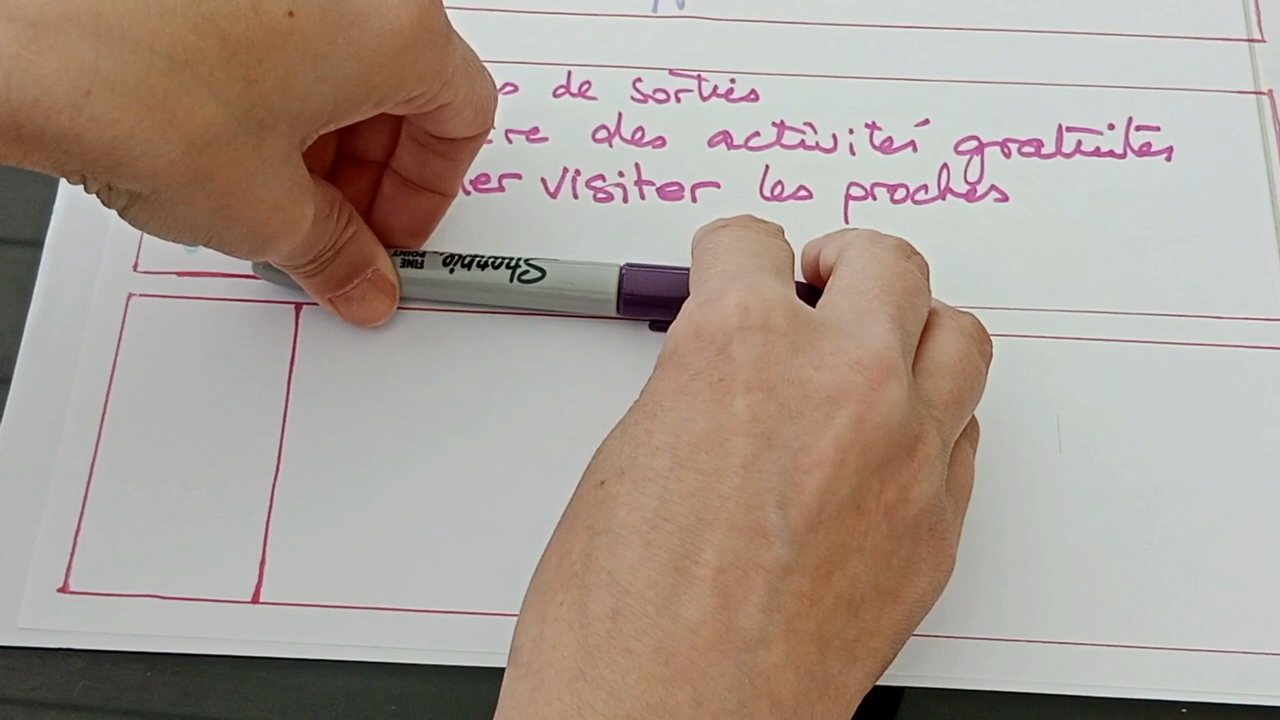 de sorties
des activités gratuites
visiter les proches
Sharpie
FINE
POINT